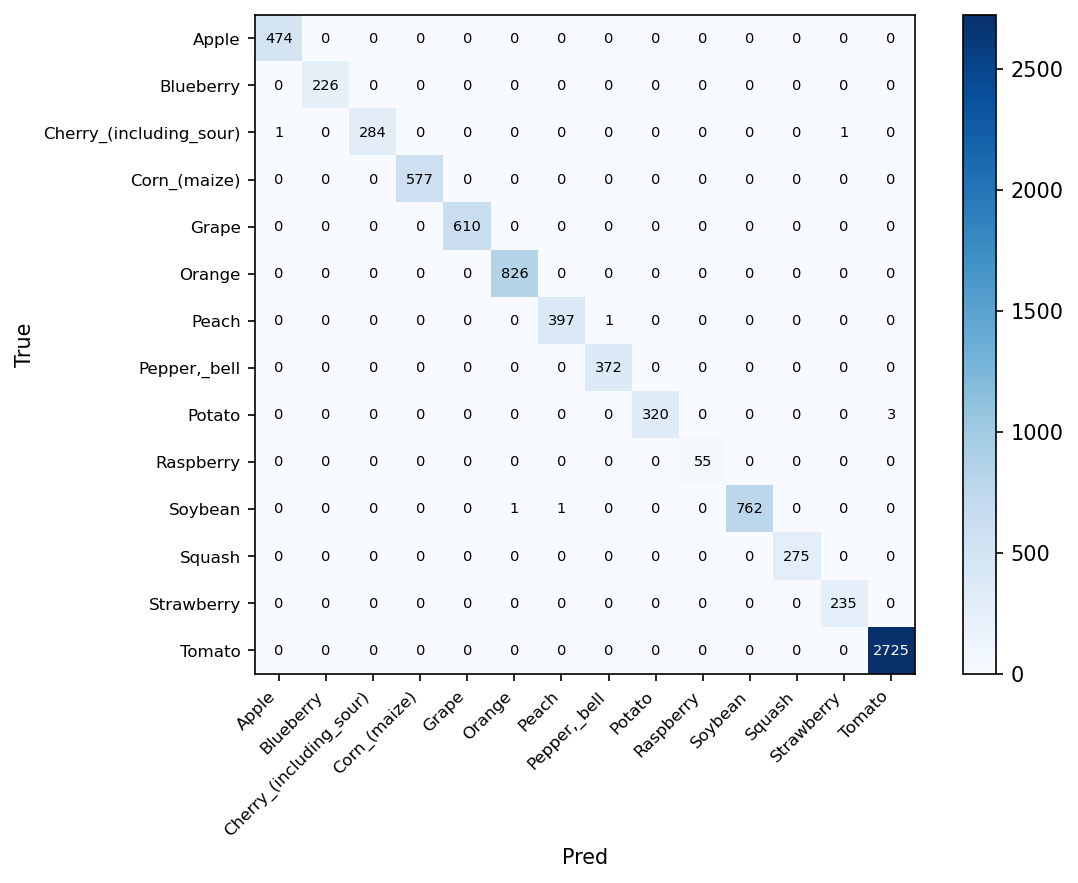 Apple 474 0 0 0 0 0 0 0 0 0 0 0 0 0
Blueberry 0 226 0 0 0 0 0 0 0 0 0 0 0 0
Cherry_(including_sour) 1 0 284 0 0 0 0 0 0 0 0 0 1 0
Corn_(maize) 0 0 0 577 0 0 0 0 0 0 0 0 0 0
Grape 0 0 0 0 610 0 0 0 0 0 0 0 0 0
Orange 0 0 0 0 0 826 0 0 0 0 0 0 0 0
Peach 0 0 0 0 0 0 397 1 0 0 0 0 0 0
Pepper,_bell 0 0 0 0 0 0 0 372 0 0 0 0 0 0
Potato 0 0 0 0 0 0 0 0 320 0 0 0 0 3
Raspberry 0 0 0 0 0 0 0 0 0 55 0 0 0 0
Soybean 0 0 0 0 0 1 1 0 0 0 762 0 0 0
Squash 0 0 0 0 0 0 0 0 0 0 0 275 0 0
Strawberry 0 0 0 0 0 0 0 0 0 0 0 0 235 0
Tomato 0 0 0 0 0 0 0 0 0 0 0 0 0 2725
True
Apple
Blueberry
Cherry_(including_sour)
Corn_(maize)
Grape
Orange
Peach
Pepper,_bell
Potato
Raspberry
Soybean
Squash
Strawberry
Tomato
Pred
2500
2000
1500
1000
500
0